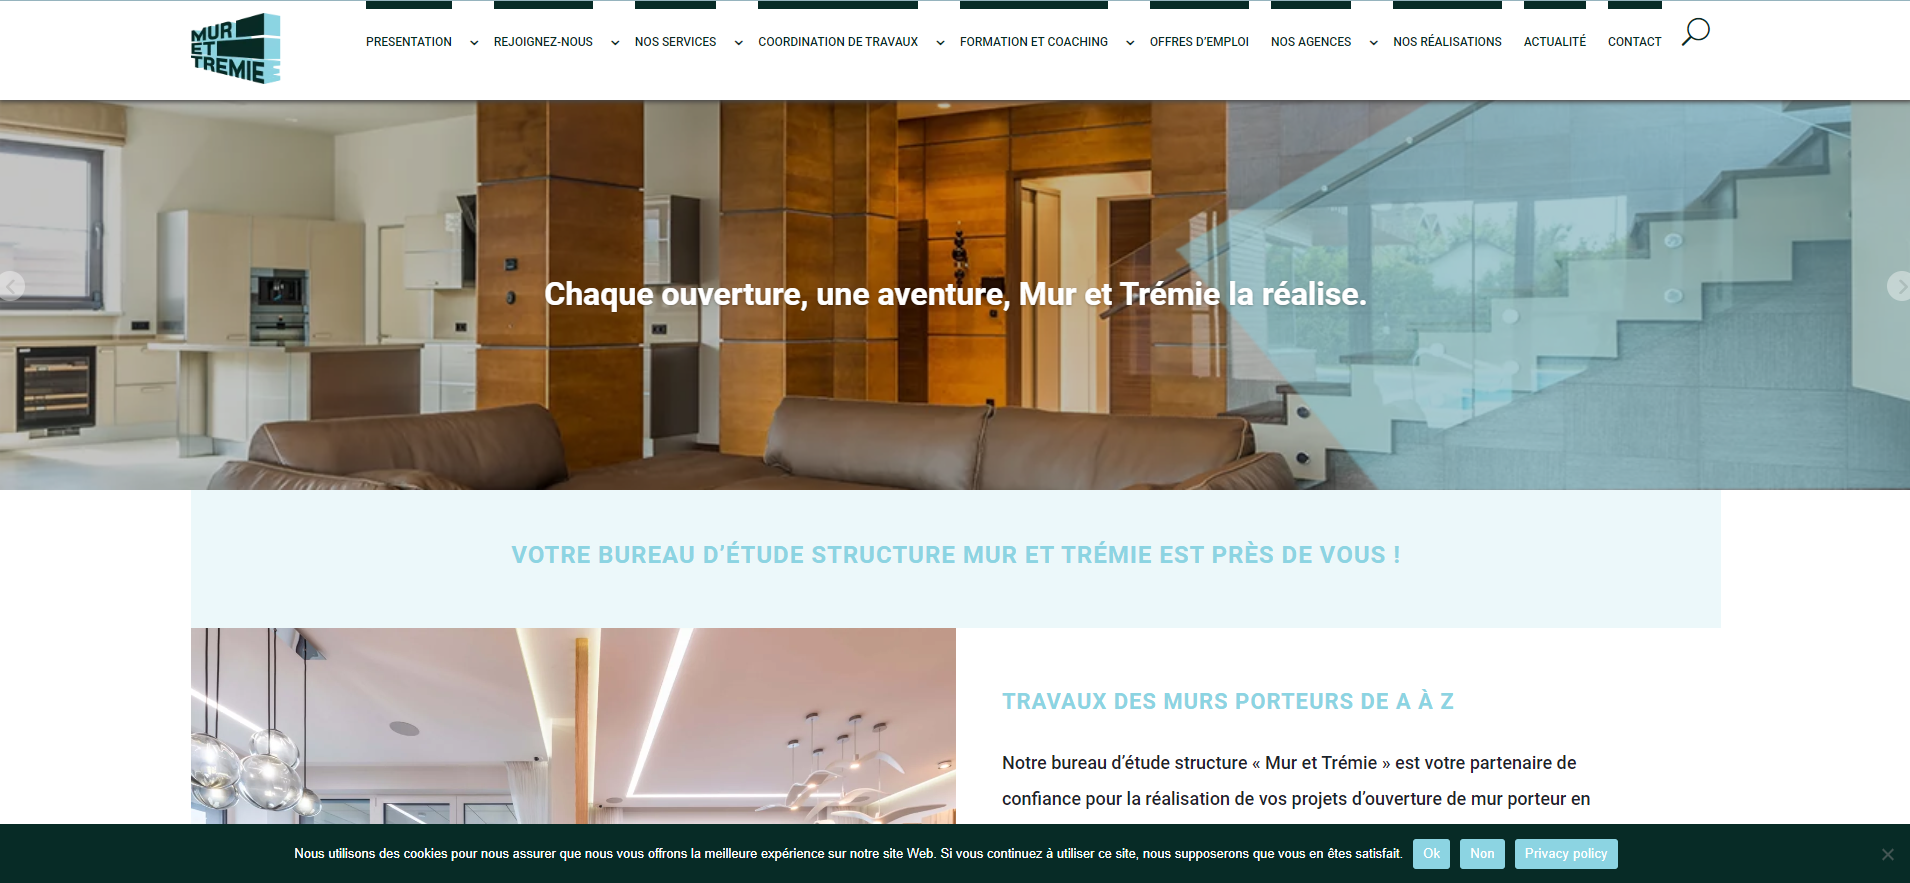 MUR
ET
TREMIE
PRESENTATION
REJOIGNEZ-NOUS
NOS SERVICES
COORDINATION DE TRAVAUX
FORMATION ET COACHING
OFFRES D’EMPLOI
NOS AGENCES
NOS RÉALISATIONS
ACTUALITÉ
CONTACT
Chaque ouverture, une aventure, Mur et Trémie la réalise.
VOTRE BUREAU D’ÉTUDE STRUCTURE MUR ET TRÉMIE EST PRÈS DE VOUS !
TRAVAUX DES MURS PORTEURS DE A À Z
Notre bureau d’étude structure « Mur et Trémie » est votre partenaire de
confiance pour la réalisation de vos projets d’ouverture de mur porteur en
Nous utilisons des cookies pour nous assurer que nous vous offrons la meilleure expérience sur notre site Web. Si vous continuez à utiliser ce site, nous supposerons que vous en êtes satisfait.
Ok
Non
Privacy policy